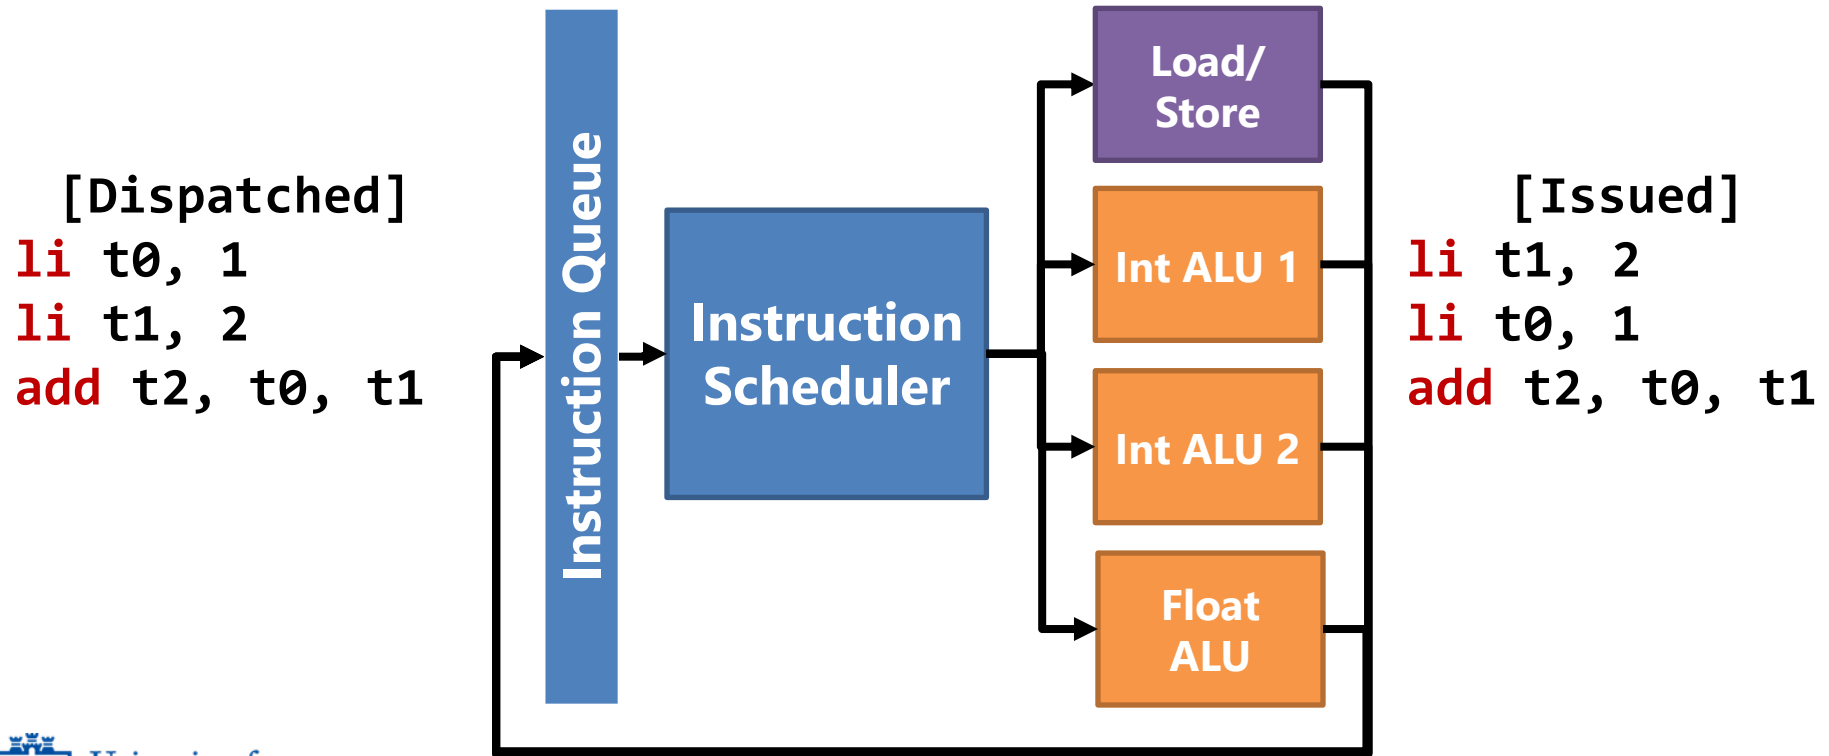 [Dispatched]
li t0, 1
li t1, 2
add t2, t0, t1
Instruction Queue
Instruction
Scheduler
Load/
Store
Int ALU 1
Int ALU 2
Float
ALU
[Issued]
li t1, 2
li t0, 1
add t2, t0, t1